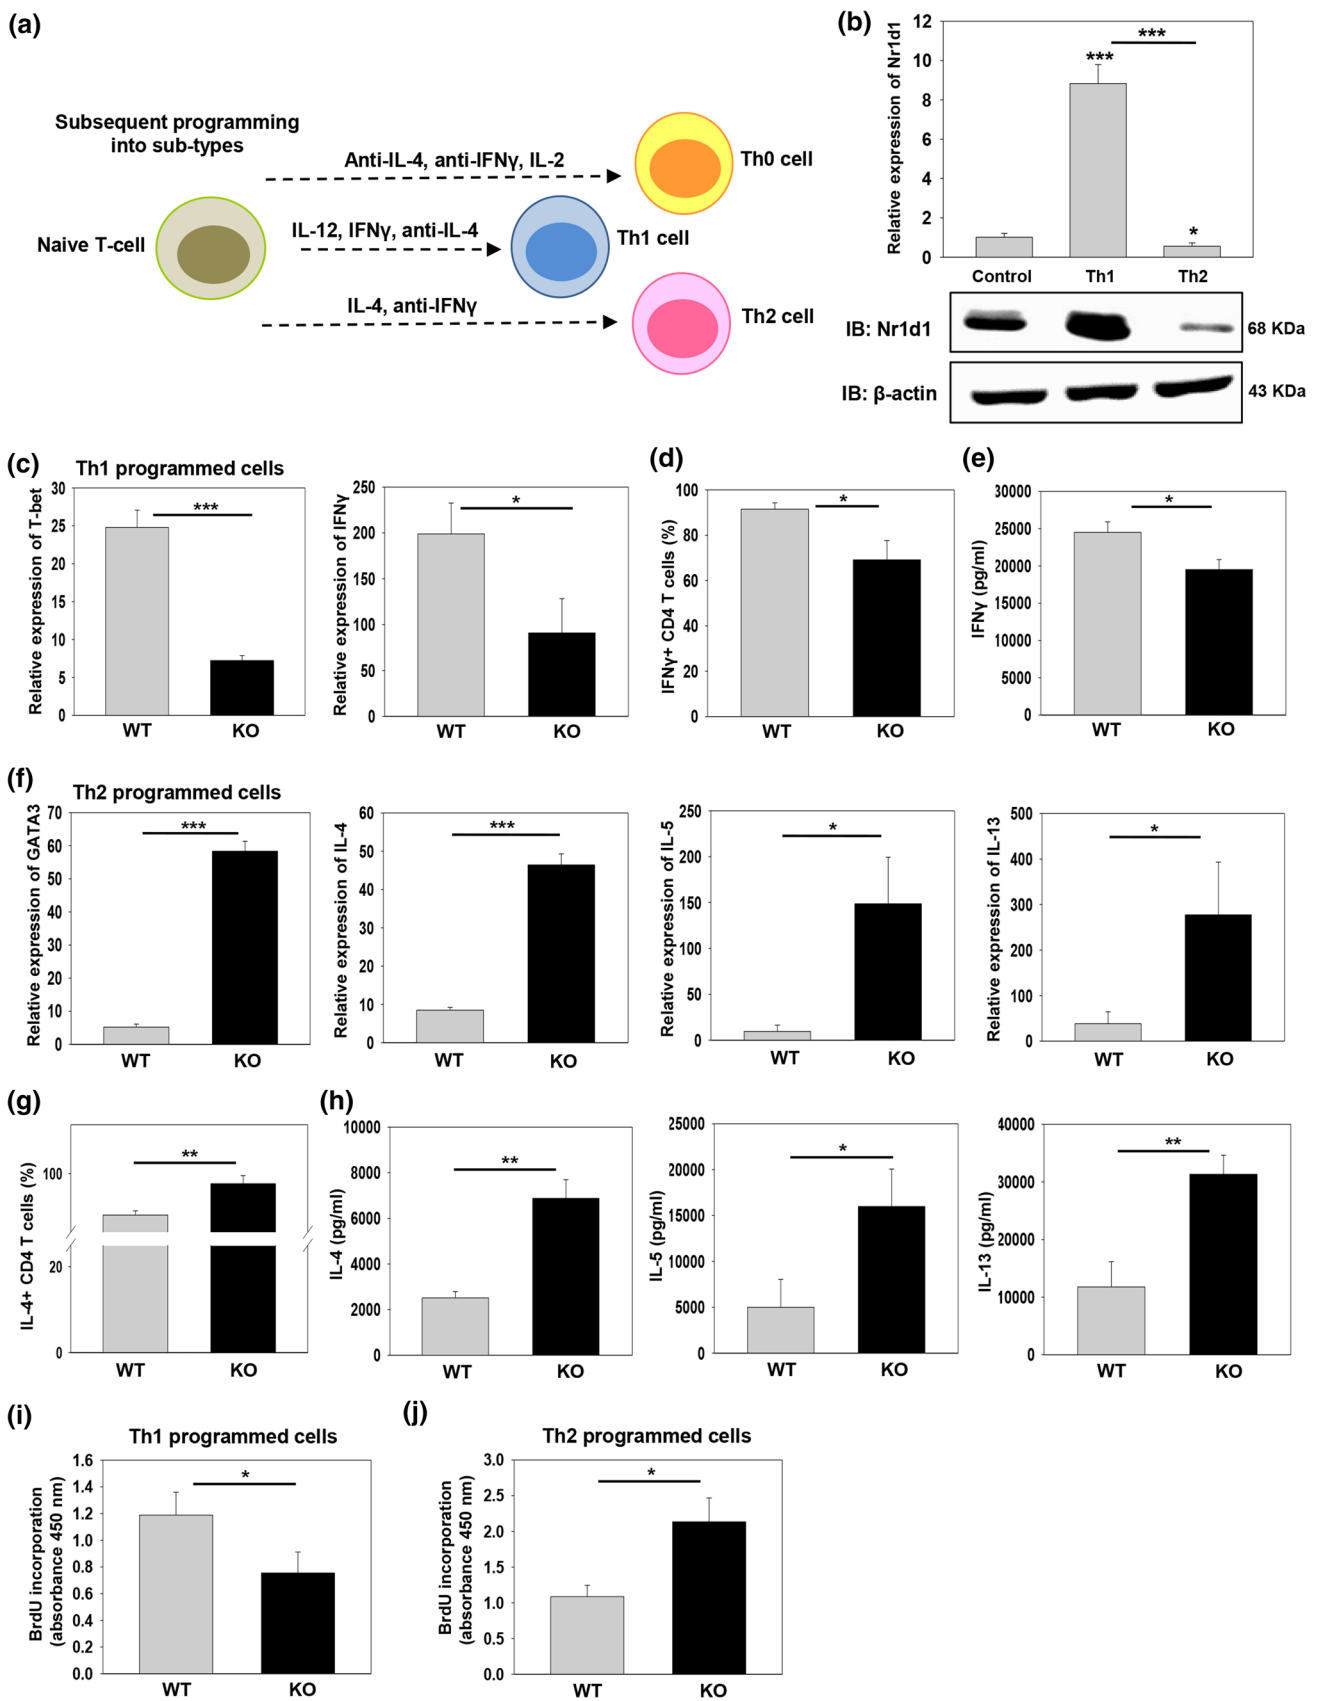 (a)
Subsequent programming
into sub-types
Anti-IL-4, anti-IFNγ, IL-2
Th0 cell
Naive T-cell
IL-12, IFNγ, anti-IL-4
Th1 cell
IL-4, anti-IFNγ
Th2 cell
(b)
Relative expression of Nr1d1
12
10
8
6
4
2
0
***
***
*
Control Th1 Th2
IB: Nr1d1
68 KDa
IB: β-actin
43 KDa
(c)
Th1 programmed cells
Relative expression of T-bet
30
25
20
15
10
5
0
***
WT KO
Relative expression of IFNγ
250
200
150
100
50
0
*
WT KO
(d)
IFNγ+ CD4 T cells (%)
100
80
60
40
20
0
*
WT KO
(e)
IFNγ (pg/ml)
30000
25000
20000
15000
10000
5000
0
*
WT KO
(f)
Th2 programmed cells
Relative expression of GATA3
70
60
50
40
30
20
10
0
***
WT KO
Relative expression of IL-4
60
50
40
30
20
10
0
***
WT KO
Relative expression of IL-5
250
200
150
100
50
0
*
WT KO
Relative expression of IL-13
500
400
300
200
100
0
*
WT KO
(g)
IL-4+ CD4 T cells (%)
100
20
0
**
WT KO
(h)
IL-4 (pg/ml)
10000
8000
6000
4000
2000
0
**
WT KO
IL-5 (pg/ml)
25000
20000
15000
10000
5000
0
*
WT KO
IL-13 (pg/ml)
40000
30000
20000
10000
0
**
WT KO
(i)
Th1 programmed cells
BrdU incorporation
(absorbance 450 nm)
1.6
1.4
1.2
1.0
0.8
0.6
0.4
0.2
0.0
*
WT KO
(j)
Th2 programmed cells
BrdU incorporation
(absorbance 450 nm)
3.0
2.5
2.0
1.5
1.0
0.5
0.0
*
WT KO